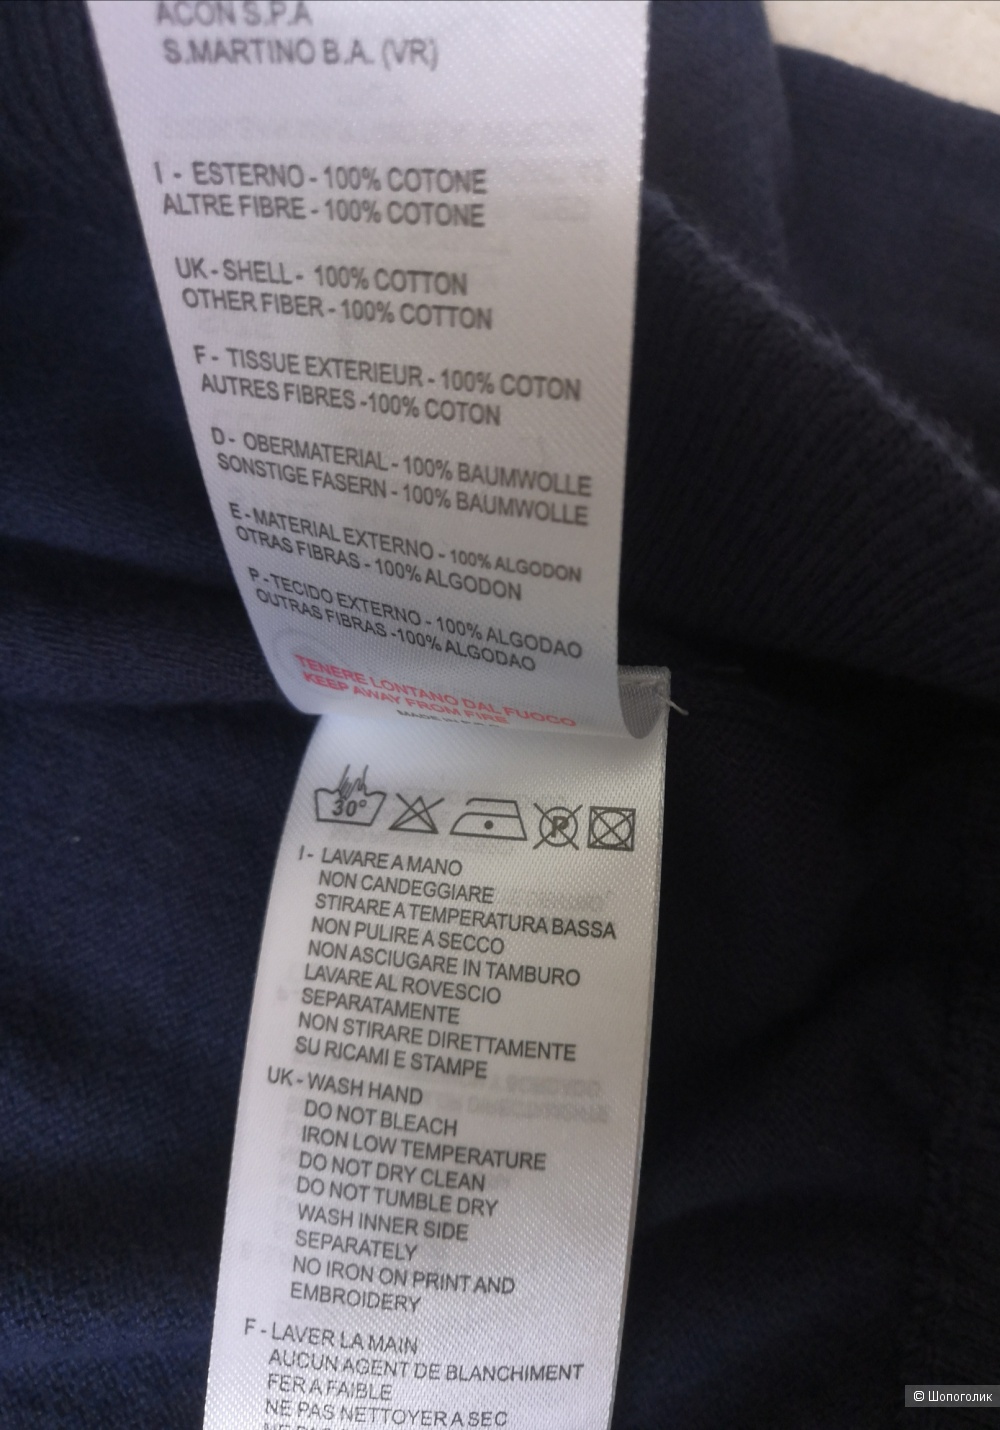 ACON S.P.A
S.MARTINO B.A. (VR)
I - ESTERNO - 100% COTONE
ALTRE FIBRE - 100% COTONE
UK - SHELL - 100% COTTON
OTHER FIBER - 100% COTTON
F - TISSUE EXTERIEUR - 100% COTON
AUTRES FIBRES -100% COTON
D - OBERMATERIAL - 100% BAUMWOLLE
SONSTIGE FASERN - 100% BAUMWOLLE
E - MATERIAL EXTERNO - 100% ALGODON
OTRAS FIBRAS - 100% ALGODON
P - TECIDO EXTERNO - 100% ALGODAO
OUTRAS FIBRAS -100% ALGODAO
TENERE LONTANO DAL FUOCO
KEEP AWAY FROM FIRE
MADE IN
30° P
I - LAVARE A MANO
NON CANDEGGIARE
STIRARE A TEMPERATURA BASSA
NON PULIRE A SECCO
NON ASCIUGARE IN TAMBURO
LAVARE AL ROVESCIO
SEPARATAMENTE
NON STIRARE DIRETTAMENTE
SU RICAMI E STAMPE
UK - WASH HAND
DO NOT BLEACH
IRON LOW TEMPERATURE
DO NOT DRY CLEAN
DO NOT TUMBLE DRY
WASH INNER SIDE
SEPARATELY
NO IRON ON PRINT AND
EMBROIDERY
F - LAVER LA MAIN
AUCUN AGENT DE BLANCHIMENT
FER A FAIBLE
NE PAS NETTOYER A SEC
© Шопоголик